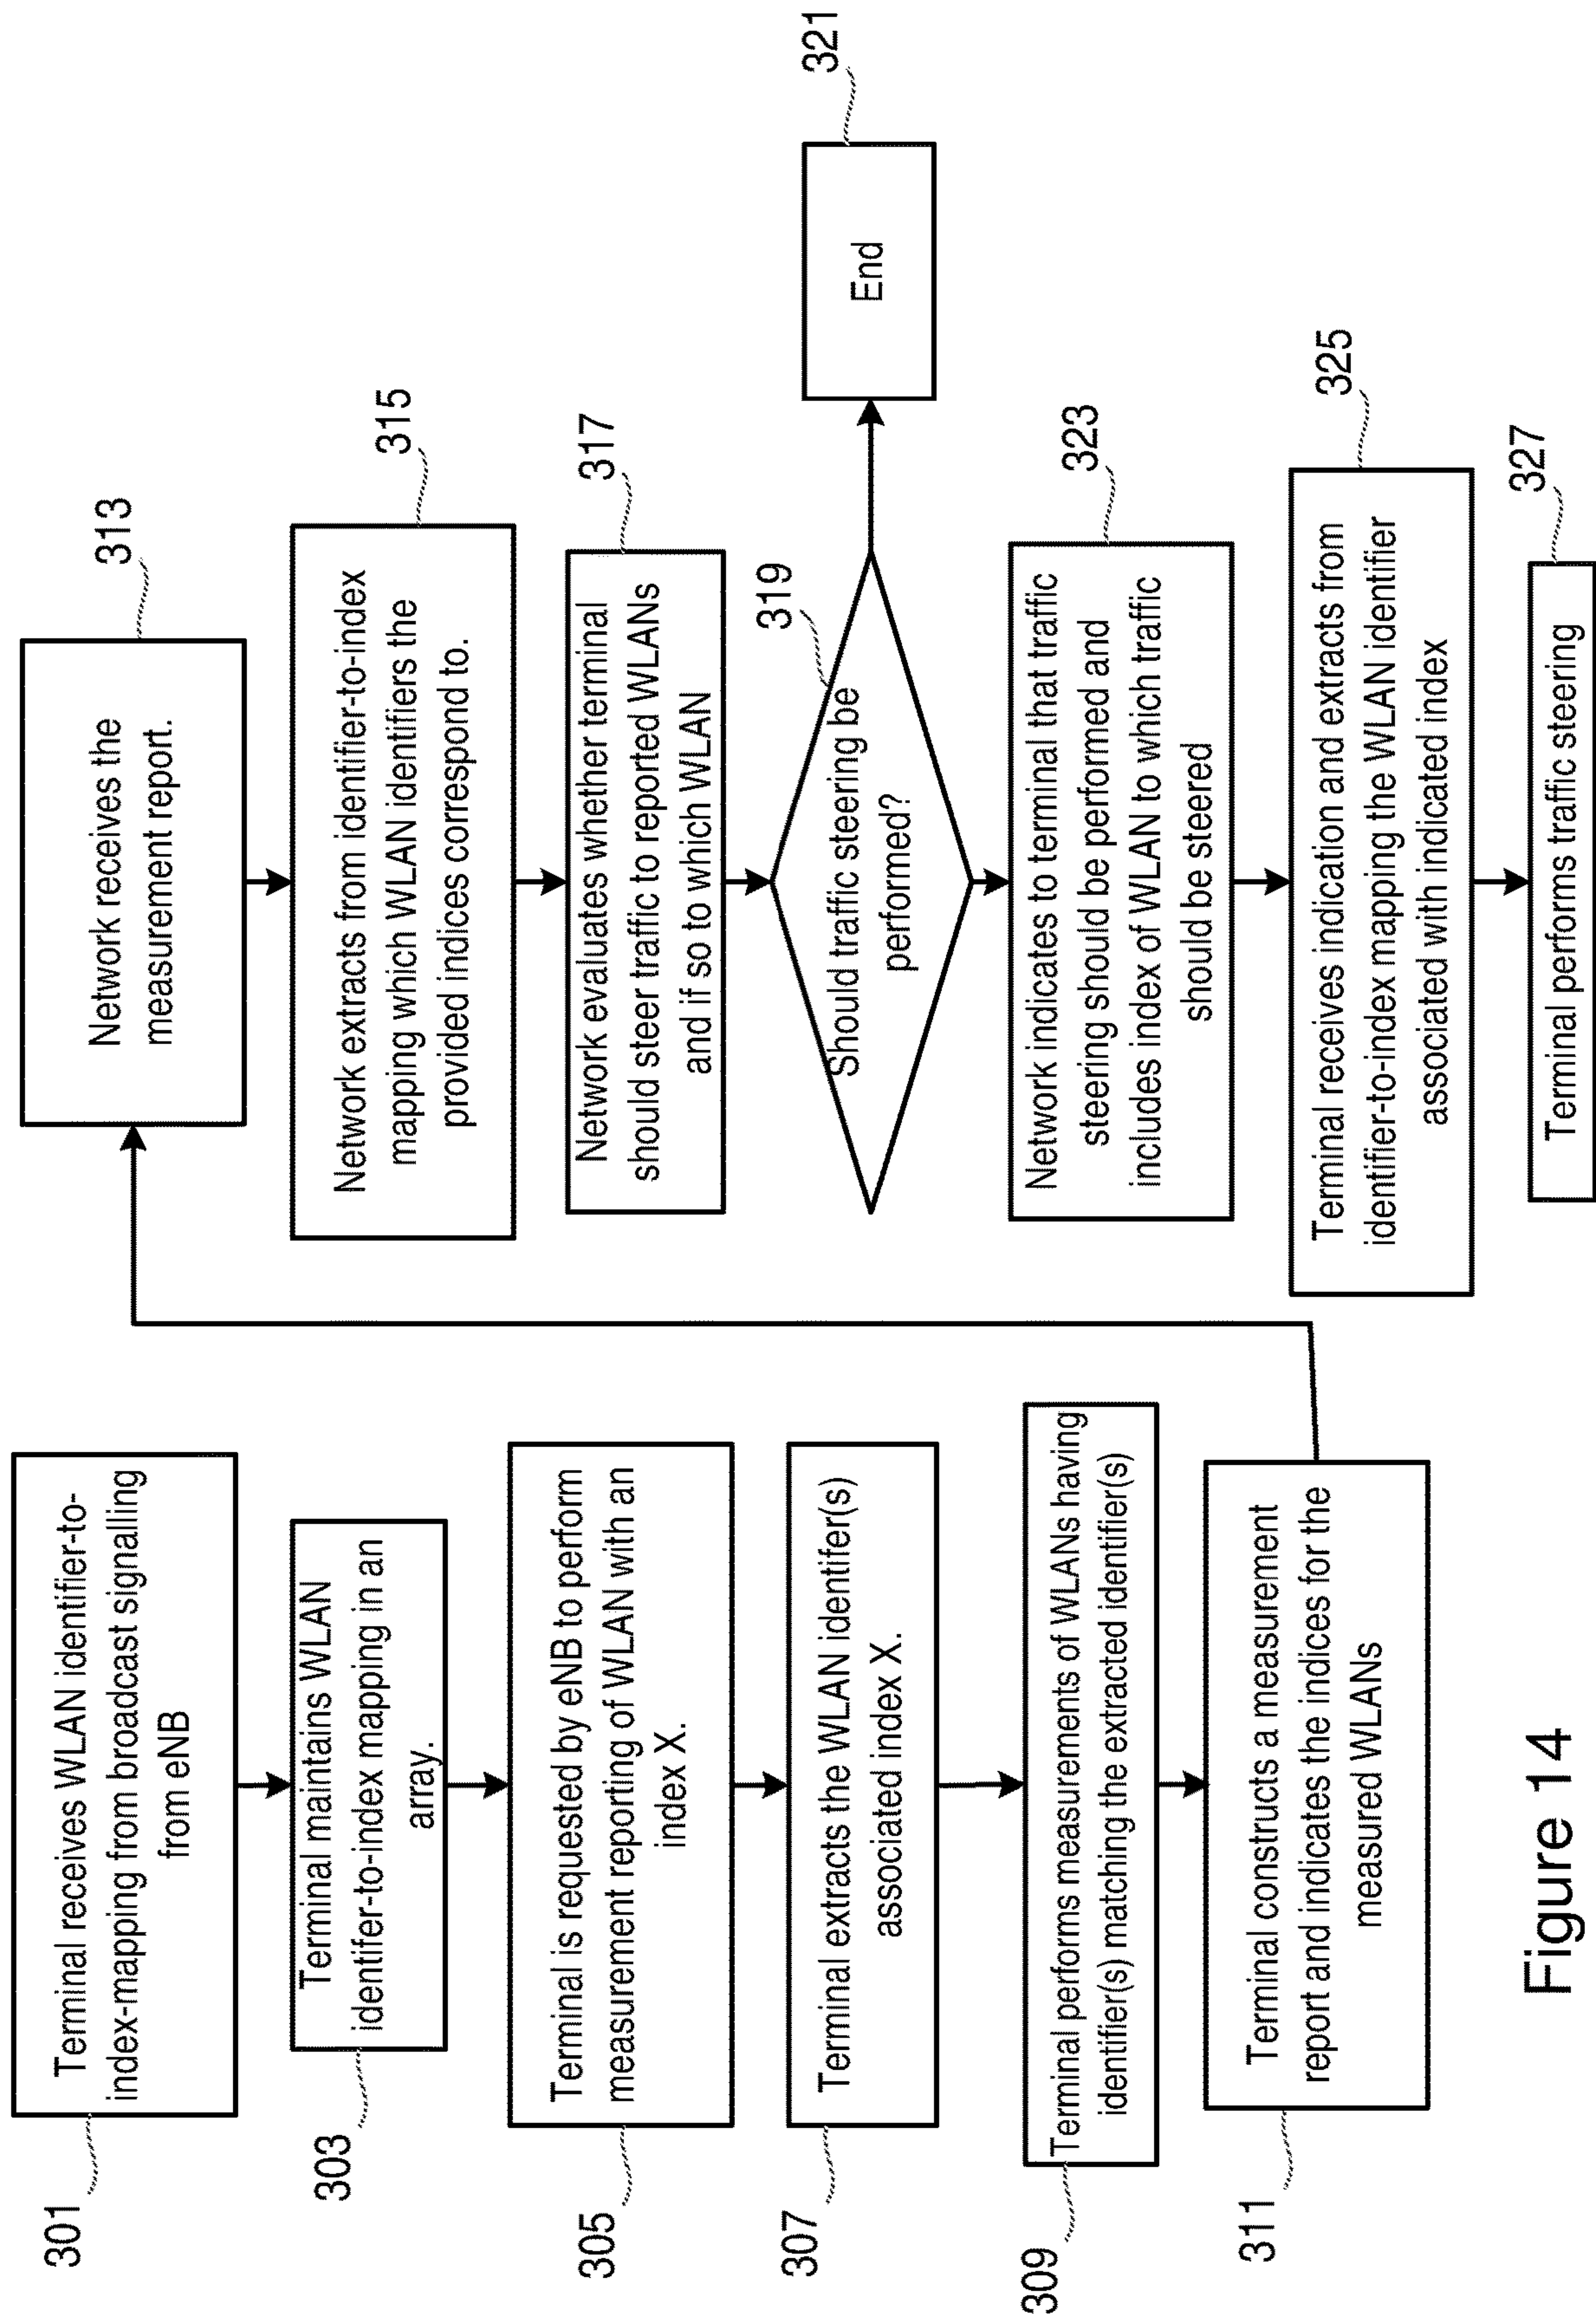 301
Terminal receives WLAN identifier-to-
index-mapping from broadcast signalling
from eNB
303
Terminal maintains WLAN
identifer-to-index mapping in an
array.
305
Terminal is requested by eNB to perform
measurement reporting of WLAN with an
index X.
307
Terminal extracts the WLAN identifer(s)
associated index X.
309
Terminal performs measurements of WLANs having
identifier(s) matching the extracted identifier(s)
311
Terminal constructs a measurement
report and indicates the indices for the
measured WLANs
313
Network receives the
measurement report.
315
Network extracts from identifier-to-index
mapping which WLAN identifiers the
provided indices correspond to.
317
Network evaluates whether terminal
should steer traffic to reported WLANs
and if so to which WLAN
319
Should traffic steering be
performed?
321
End
323
Network indicates to terminal that traffic
steering should be performed and
includes index of WLAN to which traffic
should be steered
325
Terminal receives indication and extracts from
identifier-to-index mapping the WLAN identifier
associated with indicated index
327
Terminal performs traffic steering
Figure 14